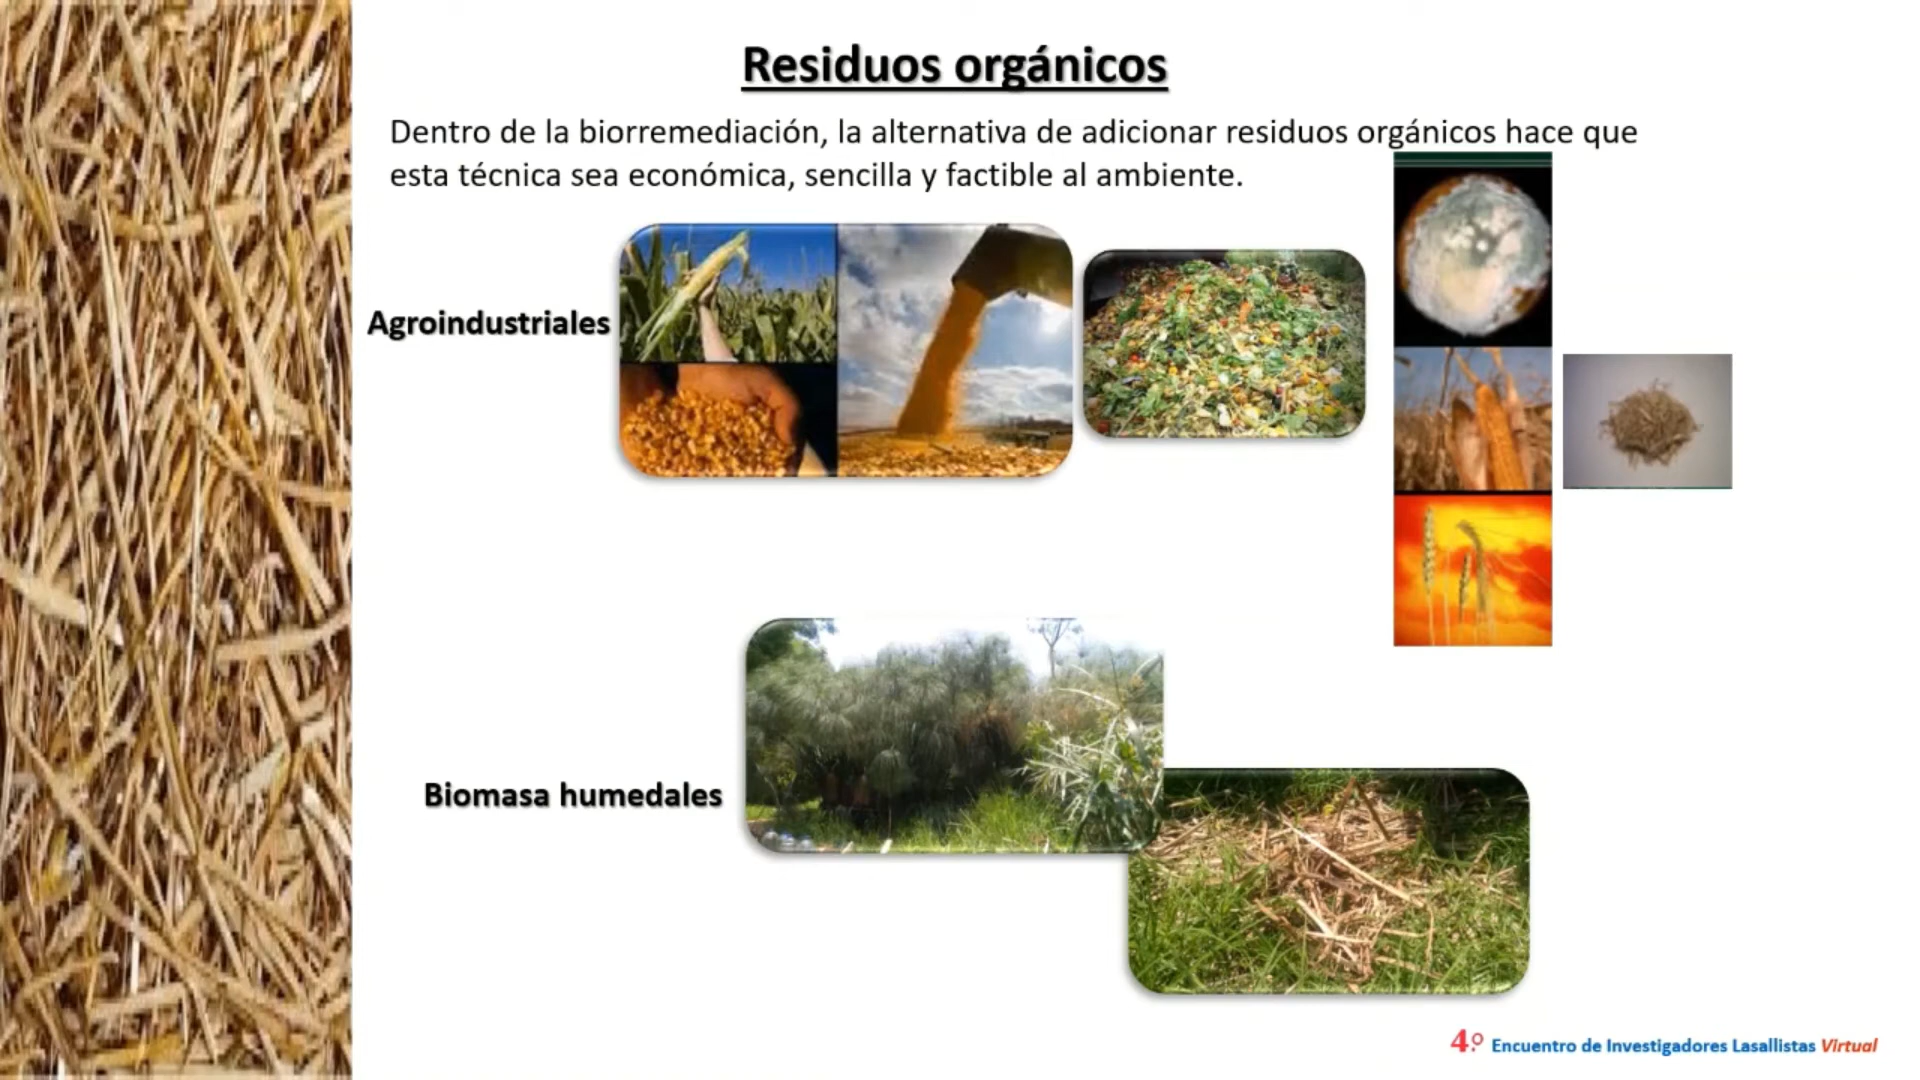 Residuos orgánicos
Dentro de la biorremediación, la alternativa de adicionar residuos orgánicos hace que
esta técnica sea económica, sencilla y factible al ambiente.
Agroindustriales
Biomasa humedales
4.º Encuentro de Investigadores Lasallistas Virtual